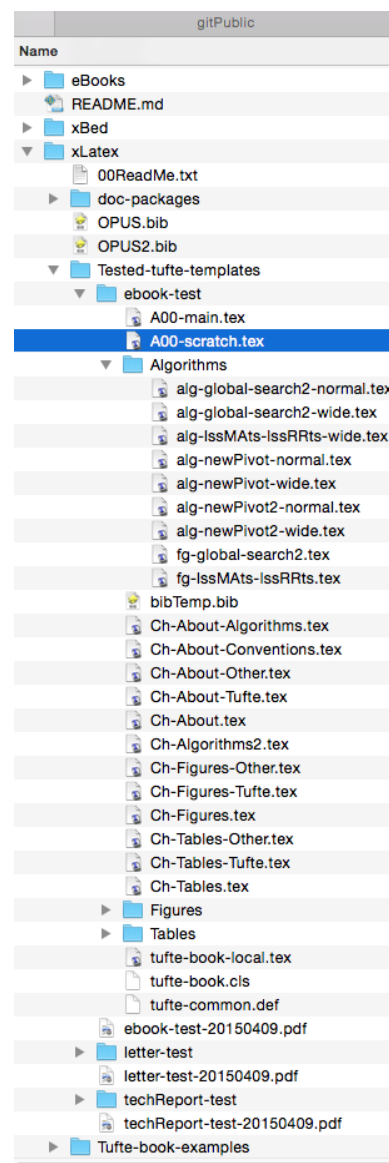 gitPublic
Name
eBooks
README.md
xBed
xLatex
00ReadMe.txt
doc-packages
OPUS.bib
OPUS2.bib
Tested-tufte-templates
ebook-test
A00-main.tex
A00-scratch.tex
Algorithms
alg-global-search2-normal.tex
alg-global-search2-wide.tex
alg-lssMAts-lssRRts-wide.tex
alg-newPivot-normal.tex
alg-newPivot-wide.tex
alg-newPivot2-normal.tex
alg-newPivot2-wide.tex
fg-global-search2.tex
fg-lssMAts-lssRRts.tex
bibTemp.bib
Ch-About-Algorithms.tex
Ch-About-Conventions.tex
Ch-About-Other.tex
Ch-About-Tufte.tex
Ch-About.tex
Ch-Algorithms2.tex
Ch-Figures-Other.tex
Ch-Figures-Tufte.tex
Ch-Figures.tex
Ch-Tables-Other.tex
Ch-Tables-Tufte.tex
Ch-Tables.tex
Figures
Tables
tufte-book-local.tex
tufte-book.cls
tufte-common.def
ebook-test-20150409.pdf
letter-test
letter-test-20150409.pdf
techReport-test
techReport-test-20150409.pdf
Tufte-book-examples